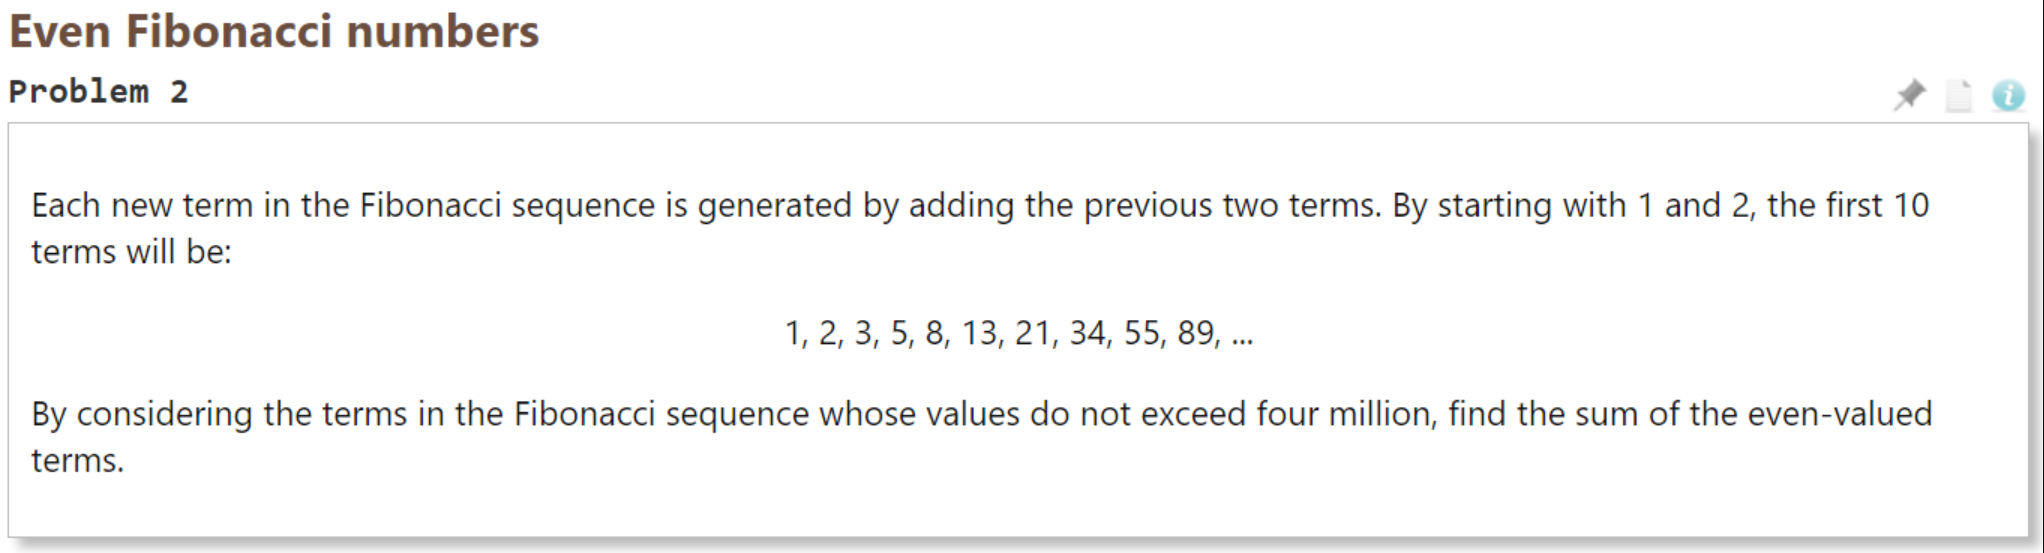 Even Fibonacci numbers
Problem 2
i
Each new term in the Fibonacci sequence is generated by adding the previous two terms. By starting with 1 and 2, the first 10
terms will be:
1, 2, 3, 5, 8, 13, 21, 34, 55, 89, ...
By considering the terms in the Fibonacci sequence whose values do not exceed four million, find the sum of the even-valued
terms.